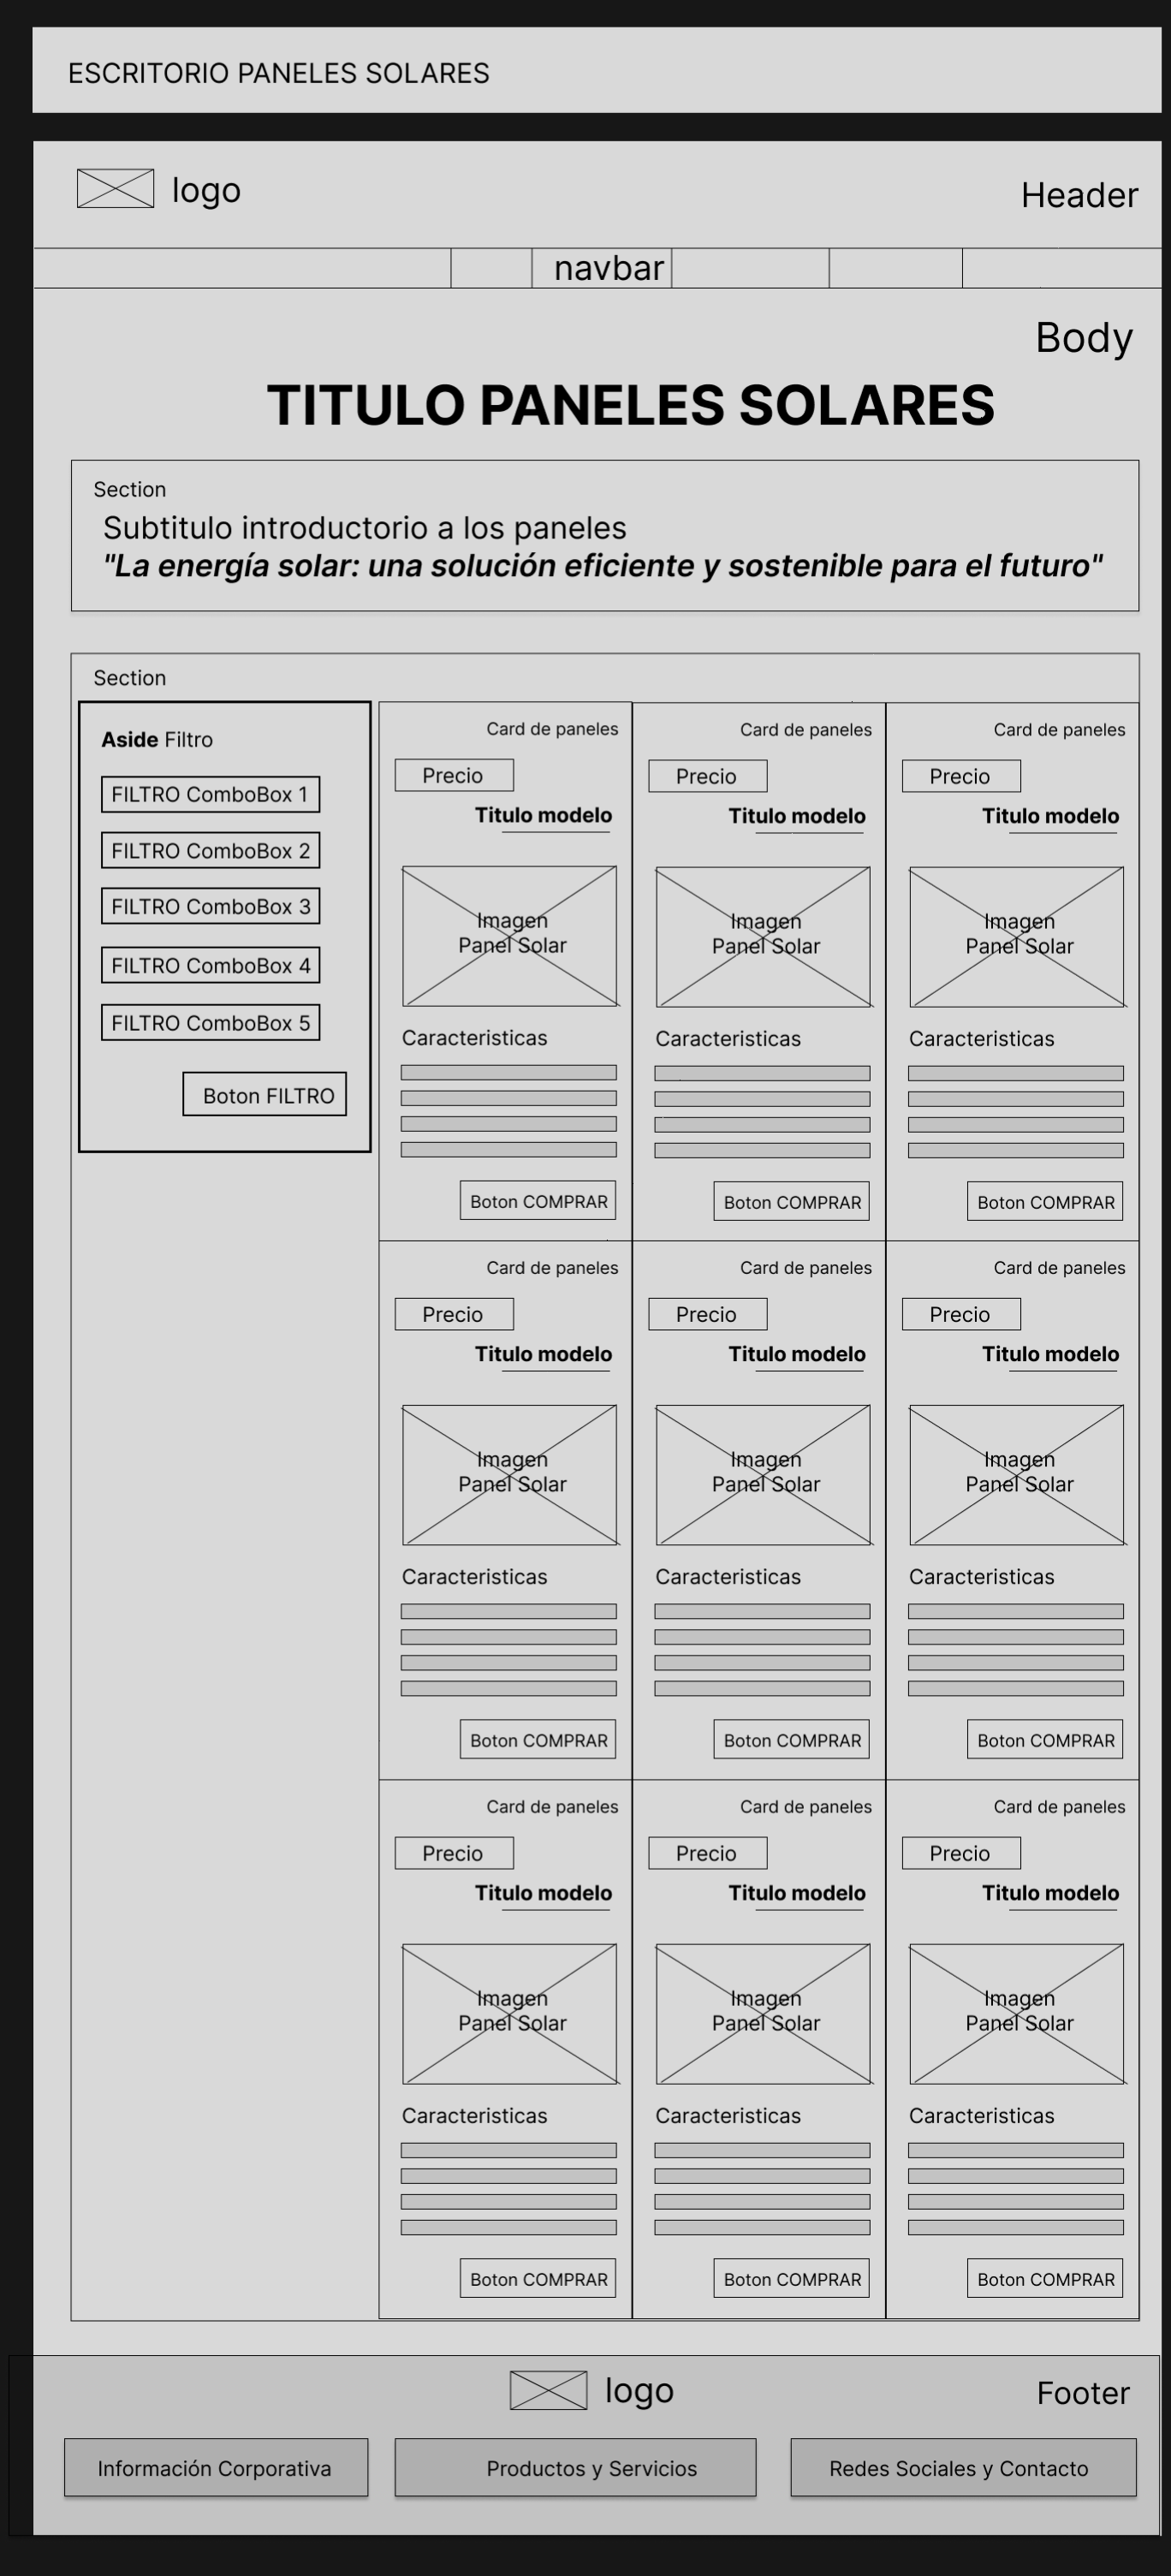 ESCRITORIO PANELES SOLARES
logo
Header
navbar
Body
TITULO PANELES SOLARES
Section
Subtitulo introductorio a los paneles
"La energía solar: una solución eficiente y sostenible para el futuro"
Section
Aside Filtro
FILTRO ComboBox 1
FILTRO ComboBox 2
FILTRO ComboBox 3
FILTRO ComboBox 4
FILTRO ComboBox 5
Boton FILTRO
Card de paneles
Precio
Titulo modelo
Imagen
Panel Solar
Caracteristicas
Boton COMPRAR
Card de paneles
Precio
Titulo modelo
Imagen
Panel Solar
Caracteristicas
Boton COMPRAR
Card de paneles
Precio
Titulo modelo
Imagen
Panel Solar
Caracteristicas
Boton COMPRAR
Card de paneles
Precio
Titulo modelo
Imagen
Panel Solar
Caracteristicas
Boton COMPRAR
Card de paneles
Precio
Titulo modelo
Imagen
Panel Solar
Caracteristicas
Boton COMPRAR
Card de paneles
Precio
Titulo modelo
Imagen
Panel Solar
Caracteristicas
Boton COMPRAR
Card de paneles
Precio
Titulo modelo
Imagen
Panel Solar
Caracteristicas
Boton COMPRAR
Card de paneles
Precio
Titulo modelo
Imagen
Panel Solar
Caracteristicas
Boton COMPRAR
Card de paneles
Precio
Titulo modelo
Imagen
Panel Solar
Caracteristicas
Boton COMPRAR
logo
Footer
Información Corporativa
Productos y Servicios
Redes Sociales y Contacto